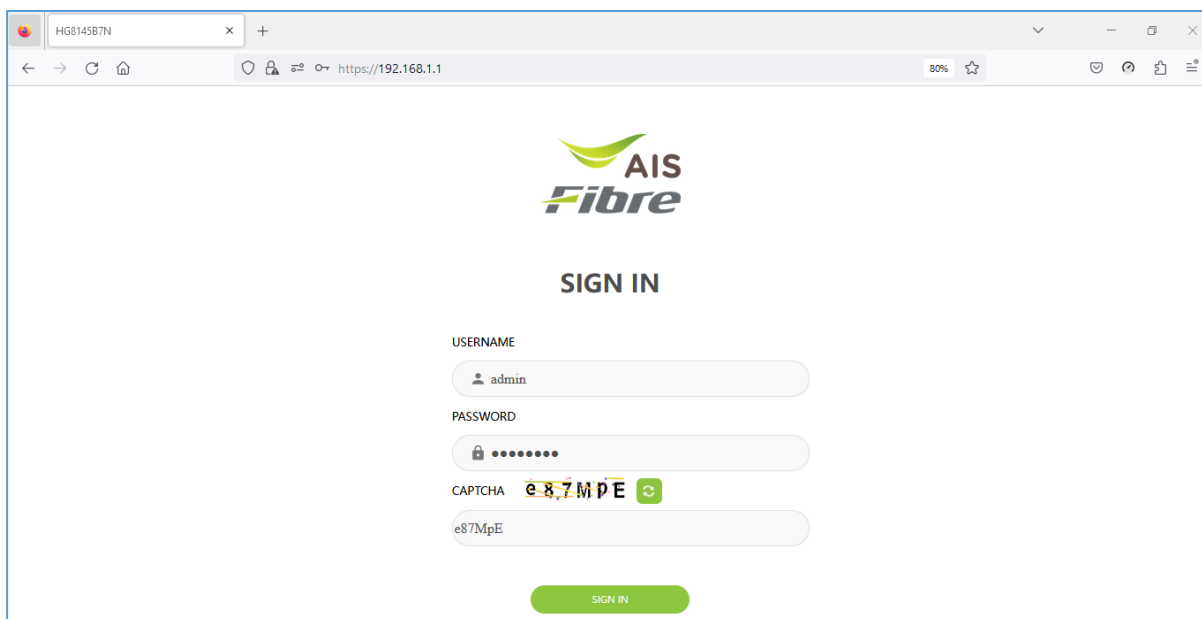 HG8145B7N
https://192.168.1.1
80%
AIS
Fibre
SIGN IN
USERNAME
admin
PASSWORD
CAPTCHA e87MpE
e87MpE
SIGN IN